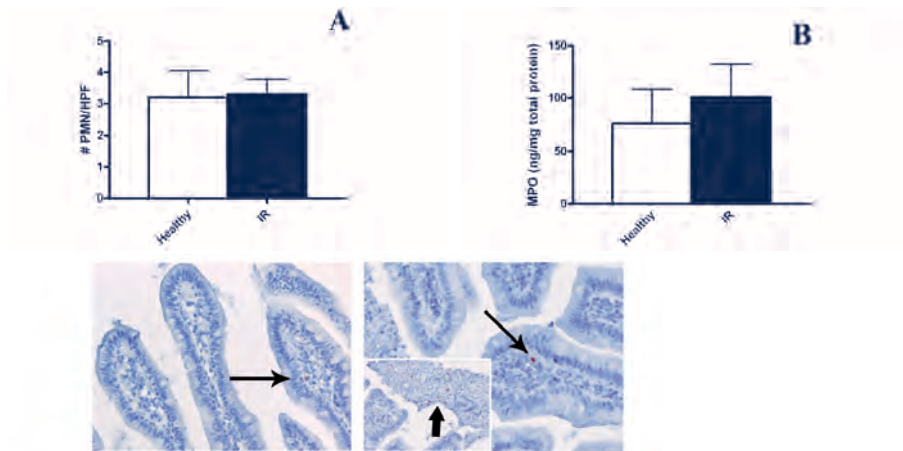 A
5
4
3
2
1
0
# PMN/HPF
Healthy
IR
B
150
100
50
0
MPO (ng/mg total protein)
Healthy
IR